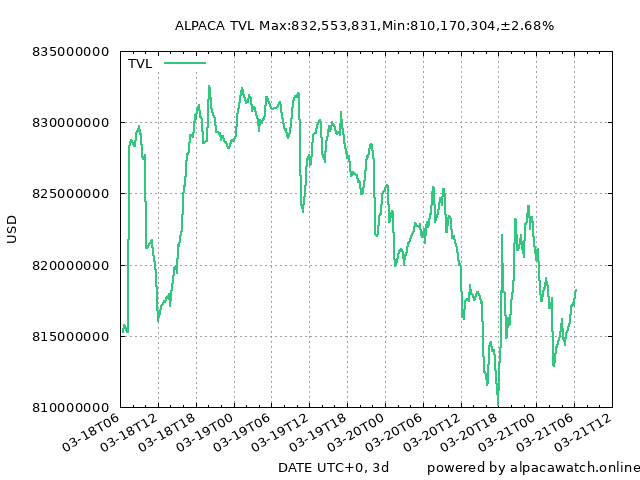 ALPACA TVL Max:832,553,831,Min:810,170,304,±2.68%
835000000
TVL
830000000
825000000
USD
820000000
815000000
810000000
03-18T06
03-18T12
03-18T18
03-19T00
03-19T06
03-19T12
03-19T18
03-20T00
03-20T06
03-20T12
03-20T18
03-21T00
03-21T06
03-21T12
DATE UTC+0, 3d
powered by alpacawatch.online